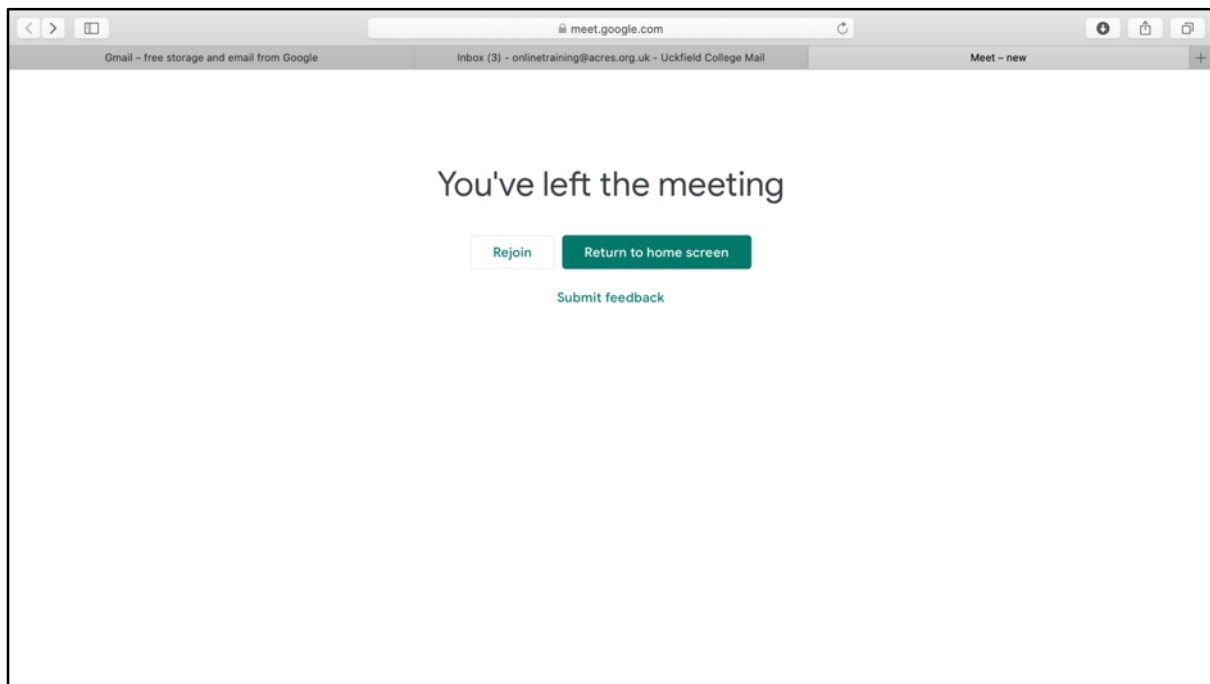 meet.google.com
Gmail – free storage and email from Google
Inbox (3) - onlinetraining@acres.org.uk - Uckfield College Mail
Meet – new
You've left the meeting
Rejoin
Return to home screen
Submit feedback